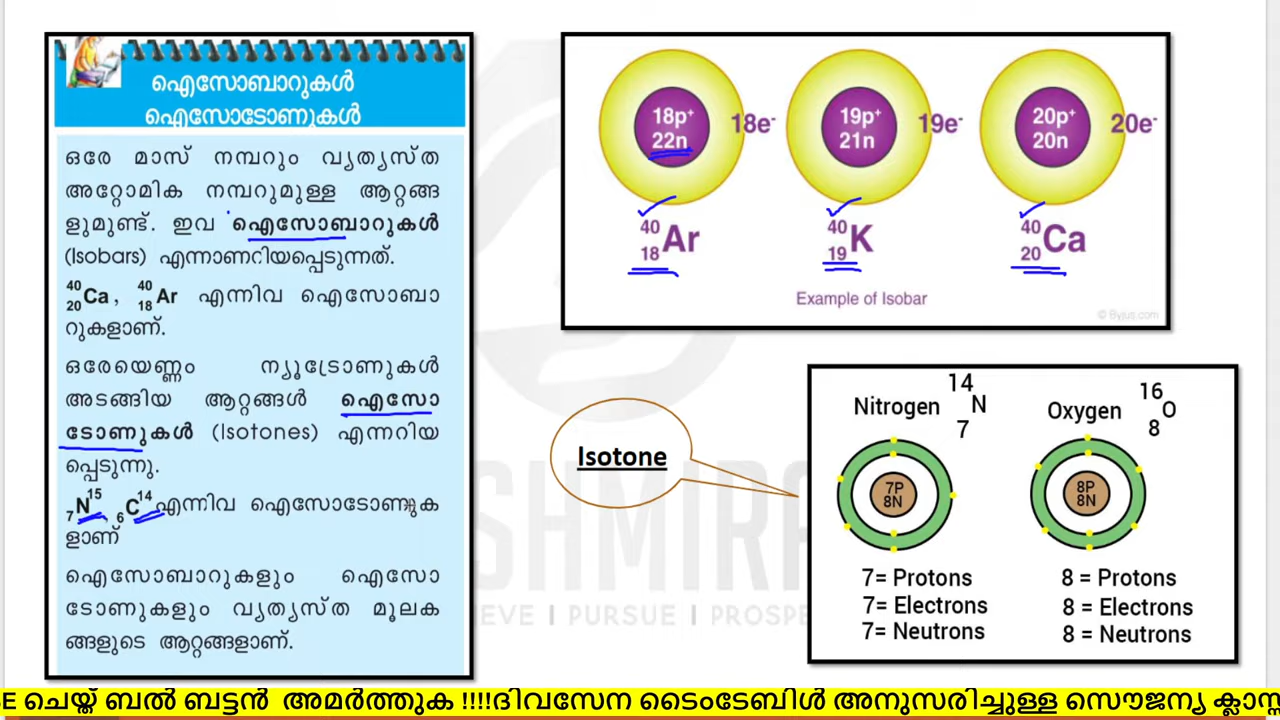 ഐസോബാറുകൾ
ഐസോടോണുകൾ
ഒരേ മാസ് നമ്പറും വ്യത്യസ്ത
അറ്റോമിക നമ്പറുമുള്ള ആറ്റങ്ങ
ളുമുണ്ട്. ഇവ ഐസോബാറുകൾ
(Isobars) എന്നാണറിയപ്പെടുന്നത്.
40 20 Ca , 40 18 Ar എന്നിവ ഐസോബാ
റുകളാണ്.
ഒരേയെണ്ണം ന്യൂട്രോണുകൾ
അടങ്ങിയ ആറ്റങ്ങൾ ഐസോ
ടോണുകൾ (Isotones) എന്നറിയ
പ്പെടുന്നു.
7 N 15 , 6 C 14 എന്നിവ ഐസോടോണുക
ളാണ്
ഐസോബാറുകളും ഐസോ
ടോണുകളും വ്യത്യസ്ത മൂലക
ങ്ങളുടെ ആറ്റങ്ങളാണ്.
18p+ 22n 18e-
19p+ 21n 19e-
20p+ 20n 20e-
40 18 Ar
40 19 K
40 20 Ca
Example of Isobar
© Byjus.com
Isotone
Nitrogen 14 7 N
Oxygen 16 8 O
7P 8N
8P 8N
7= Protons
7= Electrons
7= Neutrons
8 = Protons
8 = Electrons
8 = Neutrons
EVE | PURSUE | PROSPE
E ചെയ്ത് ബൽ ബട്ടൻ അമർത്തുക !!!!ദിവസേന ടൈംടേബിൾ അനുസരിച്ചുള്ള സൌജന്യ